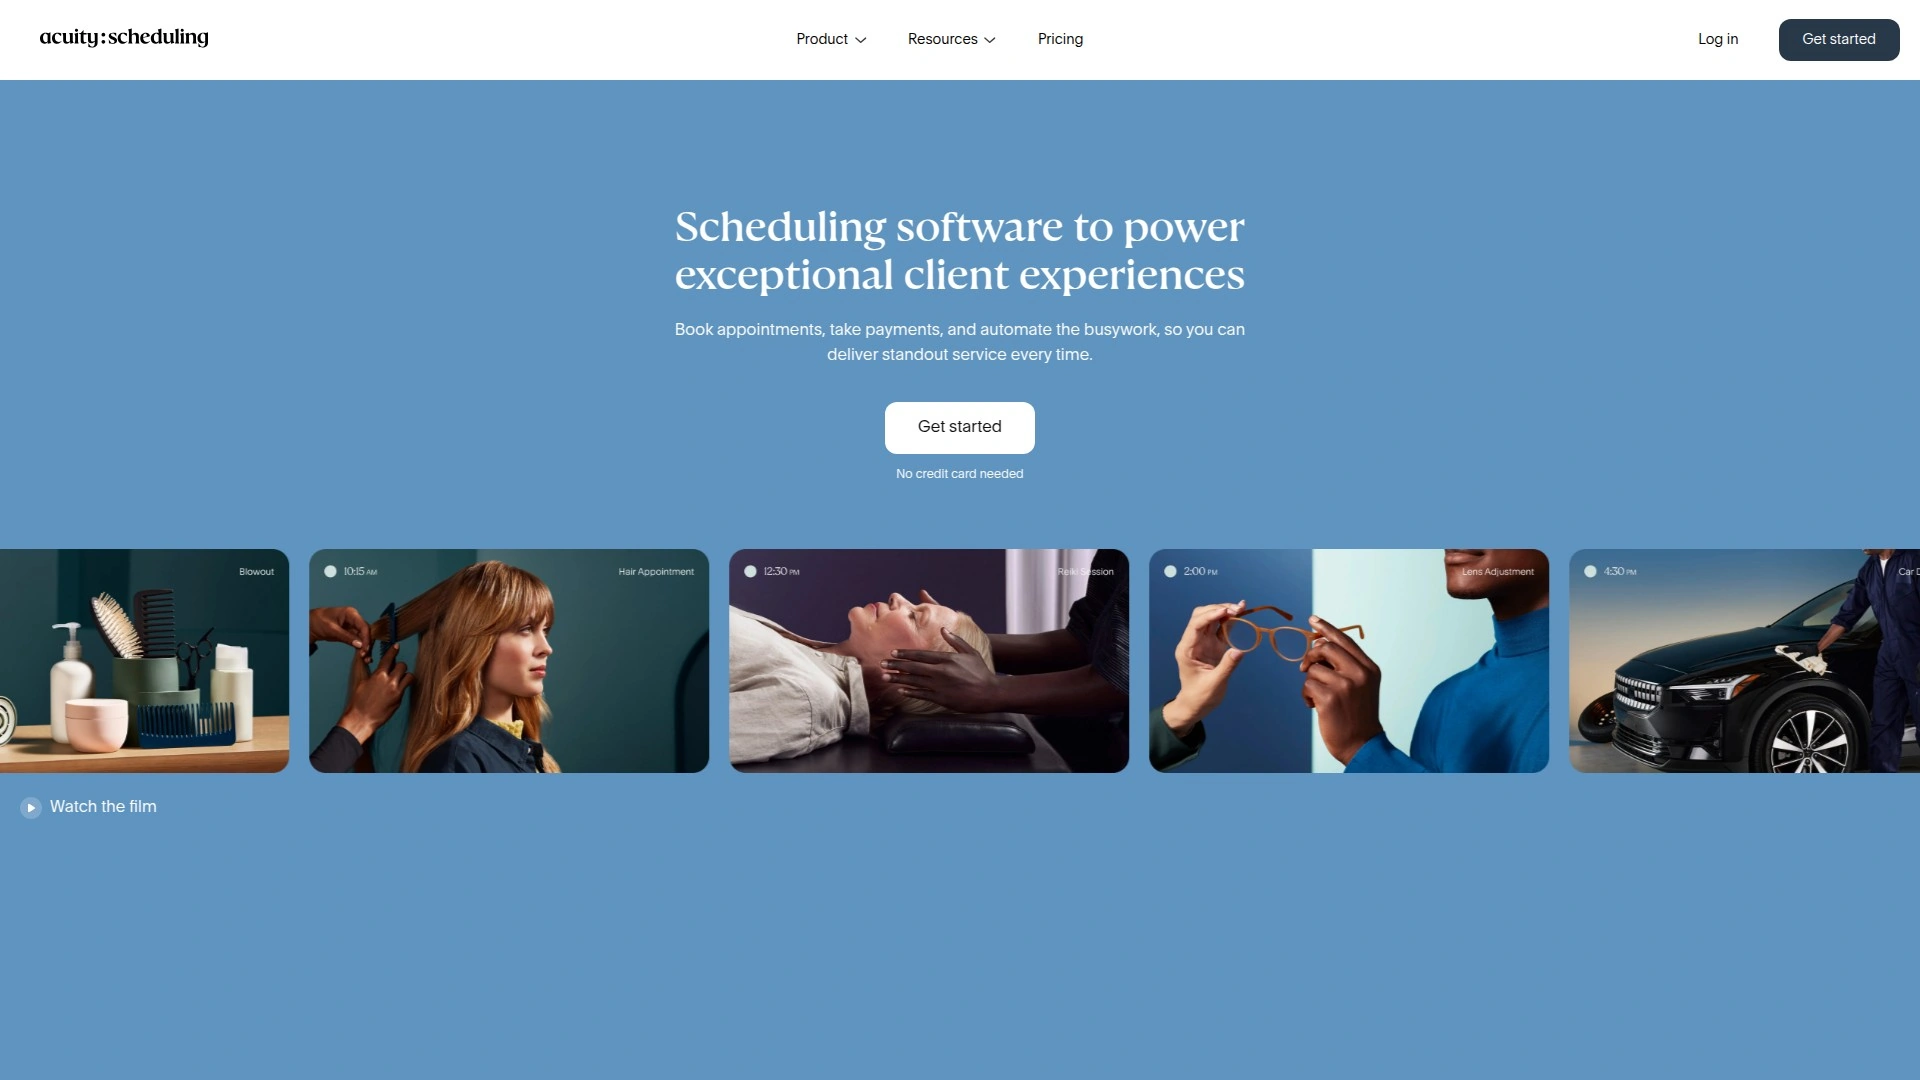 acuity:scheduling
Product
Resources
Pricing
Log in
Get started
Scheduling software to power
exceptional client experiences
Book appointments, take payments, and automate the busywork, so you can
deliver standout service every time.
Get started
No credit card needed
Blowout
10:15 AM
Hair Appointment
12:30 PM
Reiki Session
2:00 PM
Lens Adjustment
4:30 PM
Car
Watch the film